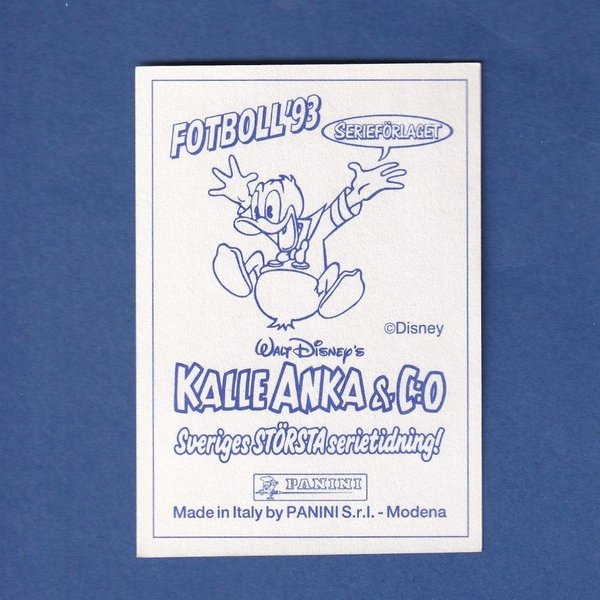 FOTBOLL'93
SERIEFÖRLAGET
©Disney
WALT DISNEY'S
KALLE ANKA & C:O
Sveriges STÖRSTA serietidning!
PANINI
Made in Italy by PANINI S.r.l. - Modena